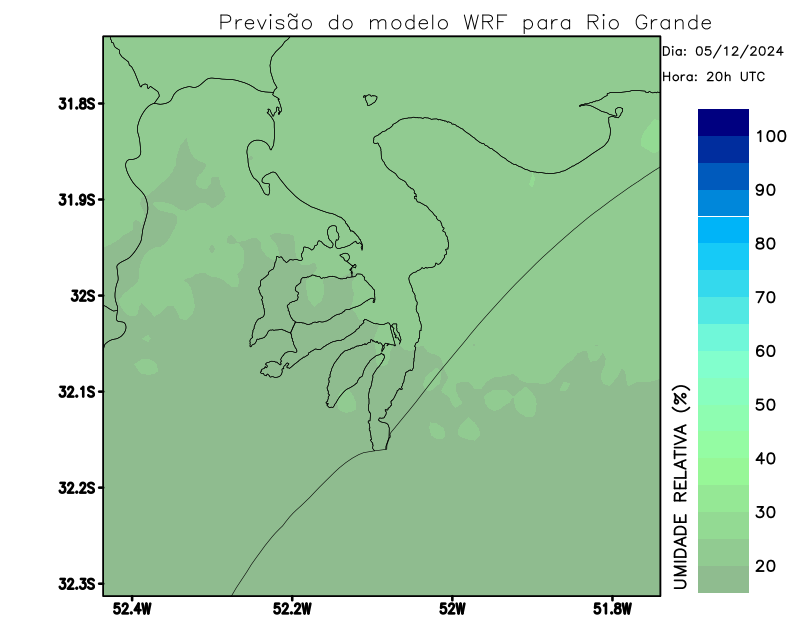 Previsão do modelo WRF para Rio Grande
Dia: 05/12/2024
Hora: 20h UTC
31.8S
31.9S
32S
32.1S
32.2S
32.3S
52.4W
52.2W
52W
51.8W
UMIDADE RELATIVA (%)
100
90
80
70
60
50
40
30
20